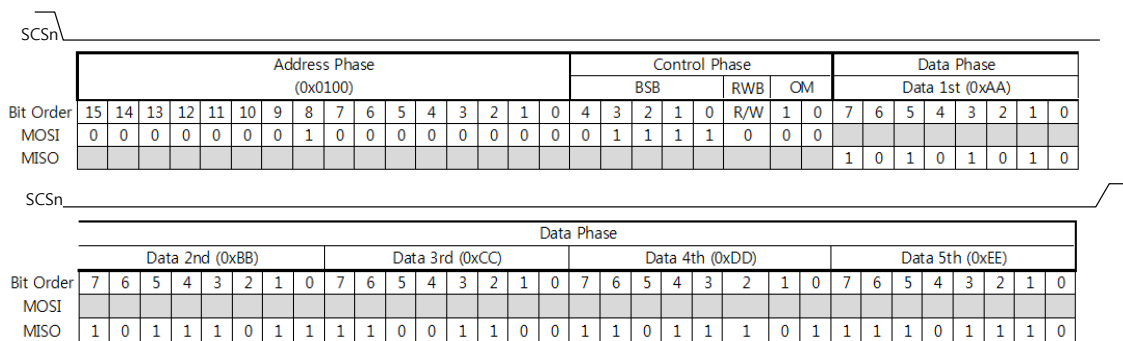 SCSn
Address Phase Control Phase Data Phase
(0x0100) BSB RWB OM Data 1st (0xAA)
Bit Order 15 14 13 12 11 10 9 8 7 6 5 4 3 2 1 0 4 3 2 1 0 R/W 1 0 7 6 5 4 3 2 1 0
MOSI 0 0 0 0 0 0 0 1 0 0 0 0 0 0 0 0 0 1 1 1 1 0 0 0
MISO 1 0 1 0 1 0 1 0
SCSn
Data Phase
Data 2nd (0xBB) Data 3rd (0xCC) Data 4th (0xDD) Data 5th (0xEE)
Bit Order 7 6 5 4 3 2 1 0 7 6 5 4 3 2 1 0 7 6 5 4 3 2 1 0 7 6 5 4 3 2 1 0
MOSI
MISO 1 0 1 1 1 0 1 1 1 1 0 0 1 1 0 0 1 1 0 1 1 1 0 1 1 1 1 0 1 1 1 0